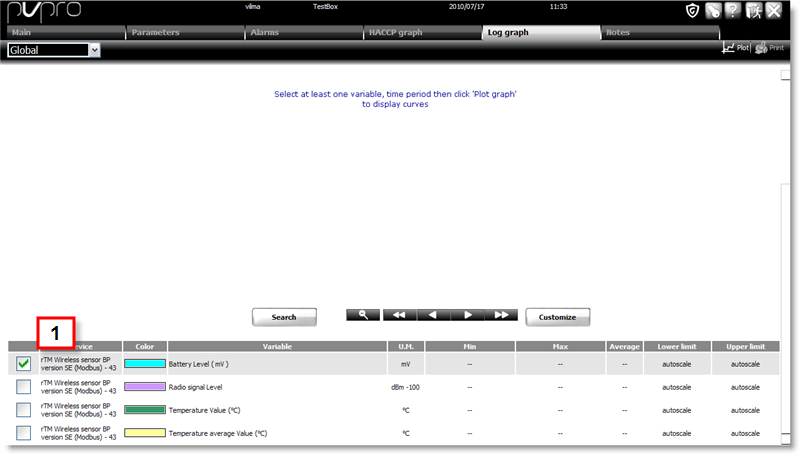 pvpro vilma TestBox 2010/07/17 11:33
Main Parameters Alarms HACCP graph Log graph Notes
Global Plot Print
Select at least one variable, time period then click 'Plot graph'
to display curves
Search Customize
1
evice Color Variable U.M. Min Max Average Lower limit Upper limit
rTM Wireless sensor BP
version SE (Modbus) - 43 Battery Level ( mV ) mV -- -- -- autoscale autoscale
rTM Wireless sensor BP
version SE (Modbus) - 43 Radio signal Level dBm -100 -- -- -- autoscale autoscale
rTM Wireless sensor BP
version SE (Modbus) - 43 Temperature Value (°C) °C -- -- -- autoscale autoscale
rTM Wireless sensor BP
version SE (Modbus) - 43 Temperature average Value (°C) °C -- -- -- autoscale autoscale